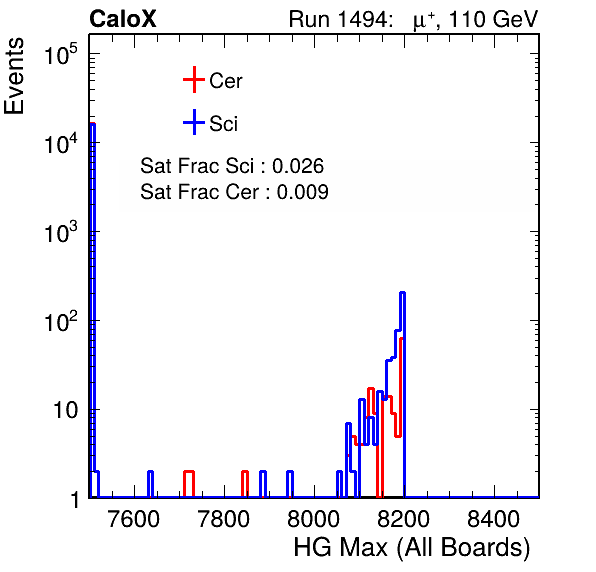 CaloX Run 1494: μ⁺, 110 GeV
Events
10⁵
10⁴
10³
10²
10
1
Cer
Sci
Sat Frac Sci : 0.026
Sat Frac Cer : 0.009
7600 7800 8000 8200 8400
HG Max (All Boards)